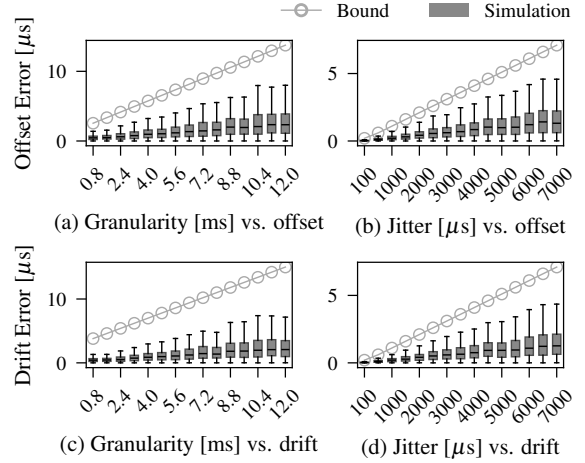 Bound Simulation
Offset Error [μs]
10
0
0.8 2.4 4.0 5.6 7.2 8.8 10.4 12.0
(a) Granularity [ms] vs. offset
5
0
100 1000 2000 3000 4000 5000 6000 7000
(b) Jitter [μs] vs. offset
Drift Error [μs]
10
0
0.8 2.4 4.0 5.6 7.2 8.8 10.4 12.0
(c) Granularity [ms] vs. drift
5
0
100 1000 2000 3000 4000 5000 6000 7000
(d) Jitter [μs] vs. drift